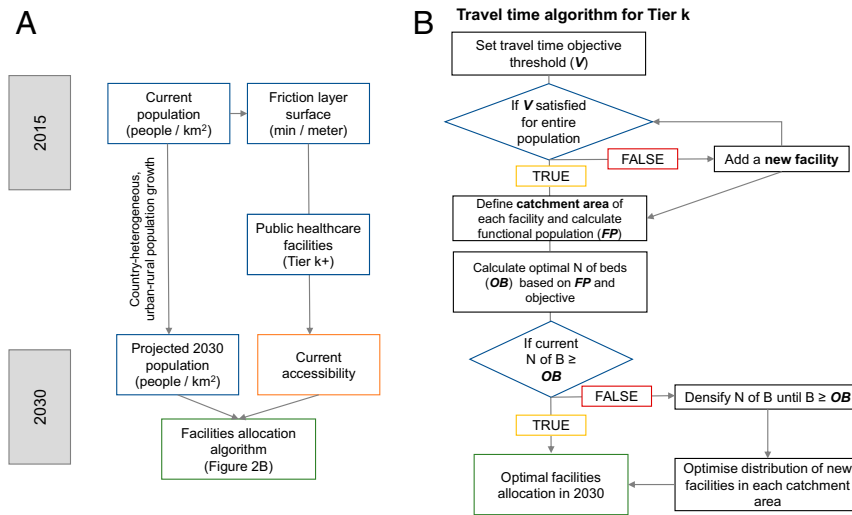 A
2015
Current
population
(people / km²)
Friction layer
surface
(min / meter)
Country-heterogeneous,
urban-rural population growth
Public healthcare
facilities
(Tier k+)
2030
Projected 2030
population
(people / km²)
Current
accessibility
Facilities allocation
algorithm
(Figure 2B)
B
Travel time algorithm for Tier k
Set travel time objective
threshold (V)
If V satisfied
for entire
population
FALSE
Add a new facility
TRUE
Define catchment area of
each facility and calculate
functional population (FP)
Calculate optimal N of beds
(OB) based on FP and
objective
If current
N of B ≥
OB
FALSE
Densify N of B until B ≥ OB
TRUE
Optimal facilities
allocation in 2030
Optimise distribution of new
facilities in each catchment
area